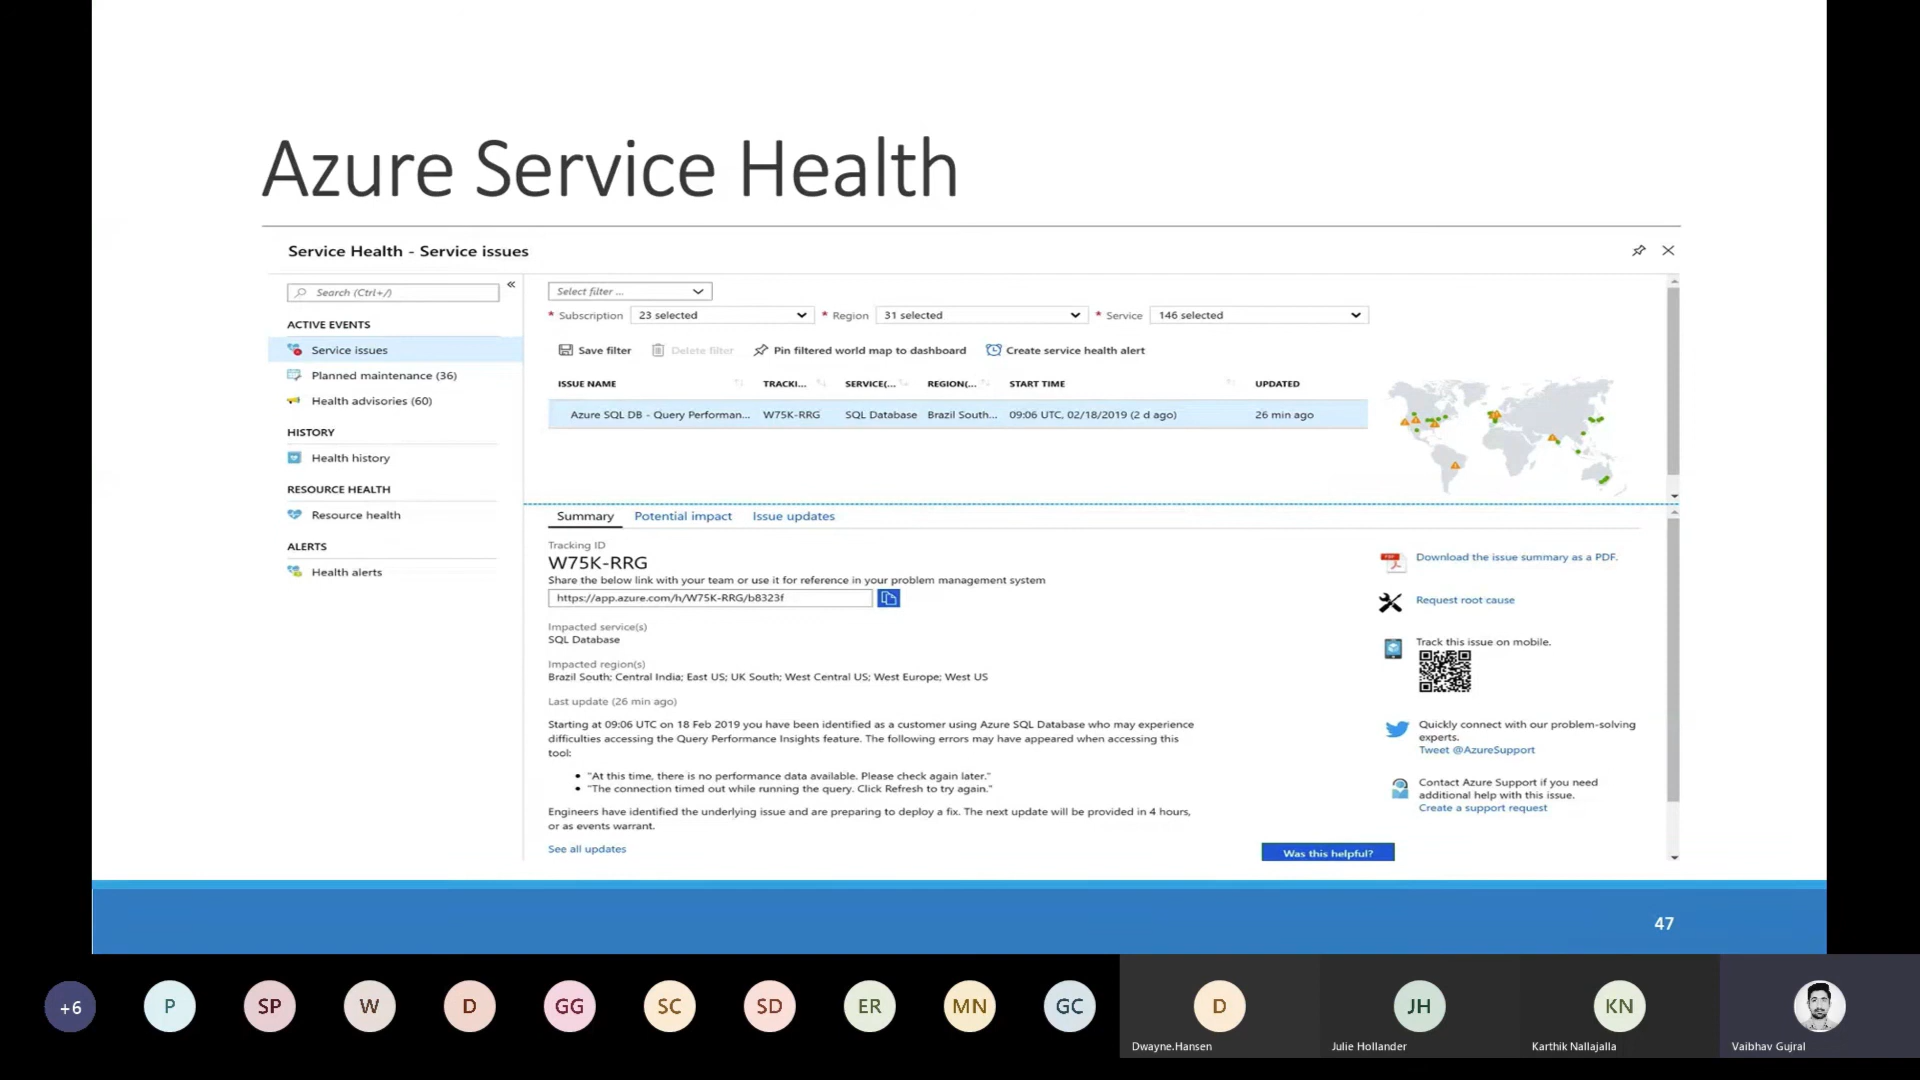 Azure Service Health
Service Health - Service issues
Search (Ctrl+/)
«
ACTIVE EVENTS
Service issues
Planned maintenance (36)
Health advisories (60)
HISTORY
Health history
RESOURCE HEALTH
Resource health
ALERTS
Health alerts
Select filter ...
* Subscription 23 selected * Region 31 selected * Service 146 selected
Save filter Delete filter Pin filtered world map to dashboard Create service health alert
ISSUE NAME TRACKI... SERVICE(... REGION(... START TIME UPDATED
Azure SQL DB - Query Performan... W75K-RRG SQL Database Brazil South... 09:06 UTC, 02/18/2019 (2 d ago) 26 min ago
Summary Potential impact Issue updates
Tracking ID
W75K-RRG
Share the below link with your team or use it for reference in your problem management system
https://app.azure.com/h/W75K-RRG/b8323f
Impacted service(s)
SQL Database
Impacted region(s)
Brazil South; Central India; East US; UK South; West Central US; West Europe; West US
Last update (26 min ago)
Starting at 09:06 UTC on 18 Feb 2019 you have been identified as a customer using Azure SQL Database who may experience
difficulties accessing the Query Performance Insights feature. The following errors may have appeared when accessing this
tool:
• "At this time, there is no performance data available. Please check again later."
• "The connection timed out while running the query. Click Refresh to try again."
Engineers have identified the underlying issue and are preparing to deploy a fix. The next update will be provided in 4 hours,
or as events warrant.
See all updates
Download the issue summary as a PDF.
Request root cause
Track this issue on mobile.
Quickly connect with our problem-solving
experts.
Tweet @AzureSupport
Contact Azure Support if you need
additional help with this issue.
Create a support request
Was this helpful?
47
+6 P SP W D GG SC SD ER MN GC D JH KN
Dwayne.Hansen Julie Hollander Karthik Nallajalla Vaibhav Gujral